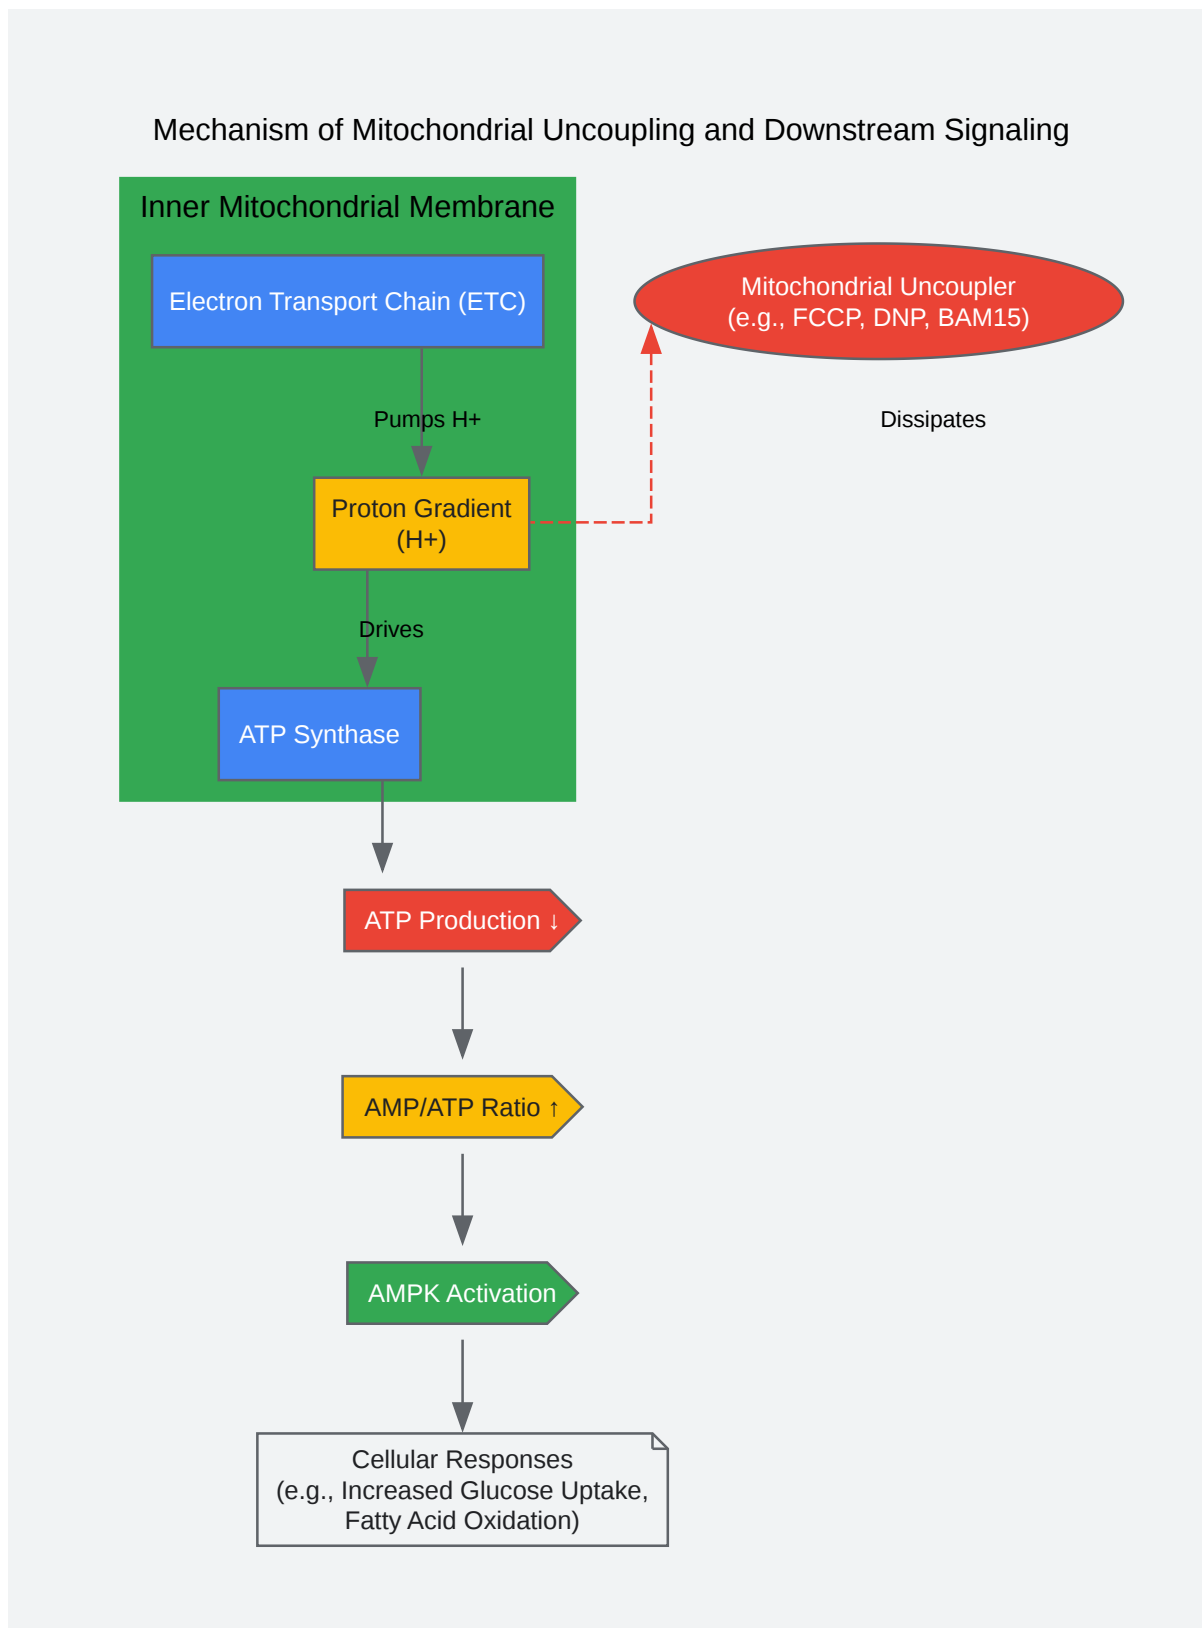 Mechanism of Mitochondrial Uncoupling and Downstream Signaling
Inner Mitochondrial Membrane
Electron Transport Chain (ETC)
Mitochondrial Uncoupler
(e.g., FCCP, DNP, BAM15)
Pumps H+
Dissipates
Proton Gradient
(H+)
Drives
ATP Synthase
ATP Production ↓
AMP/ATP Ratio ↑
AMPK Activation
Cellular Responses
(e.g., Increased Glucose Uptake,
Fatty Acid Oxidation)